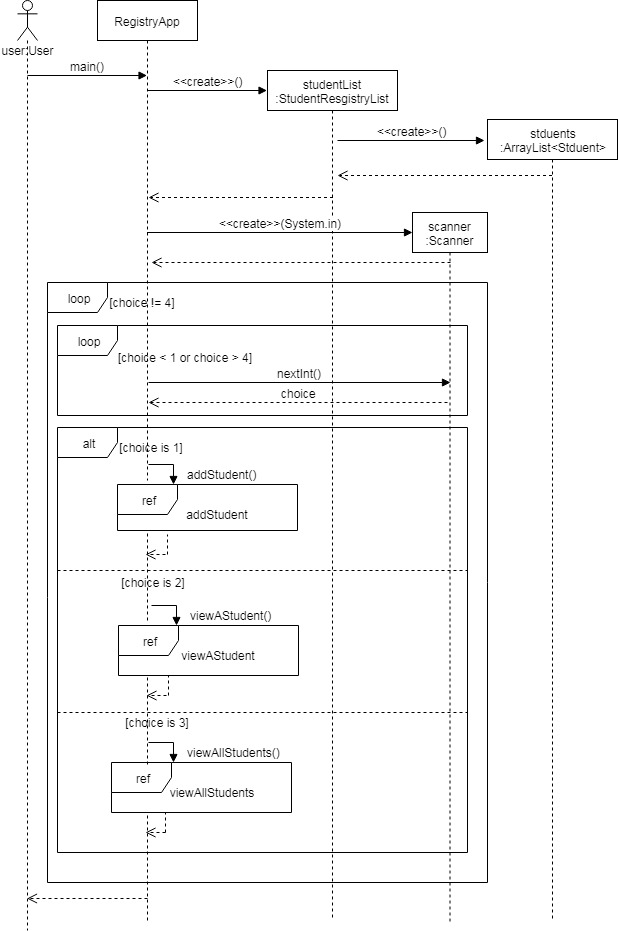 RegistryApp
user:User
main()
<<create>>()
studentList
:StudentResgistryList
<<create>>()
stduents
:ArrayList<Stduent>
<<create>>(System.in)
scanner
:Scanner
loop
[choice != 4]
loop
[choice < 1 or choice > 4]
nextInt()
choice
alt
[choice is 1]
addStudent()
ref
addStudent
[choice is 2]
viewAStudent()
ref
viewAStudent
[choice is 3]
viewAllStudents()
ref
viewAllStudents